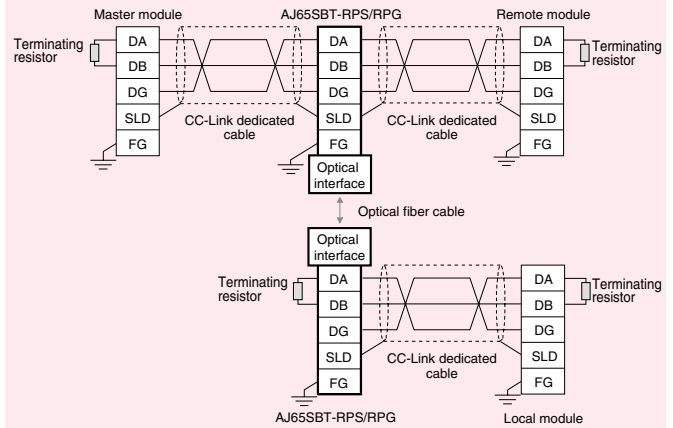 Master module
AJ65SBT-RPS/RPG
Remote module
Terminating
resistor
DA
DB
DG
SLD
FG
CC-Link dedicated
cable
DA
DB
DG
SLD
FG
Optical
interface
CC-Link dedicated
cable
DA
DB
DG
SLD
FG
Terminating
resistor
Optical fiber cable
Optical
interface
Terminating
resistor
DA
DB
DG
SLD
FG
AJ65SBT-RPS/RPG
CC-Link dedicated
cable
DA
DB
DG
SLD
FG
Terminating
resistor
Local module